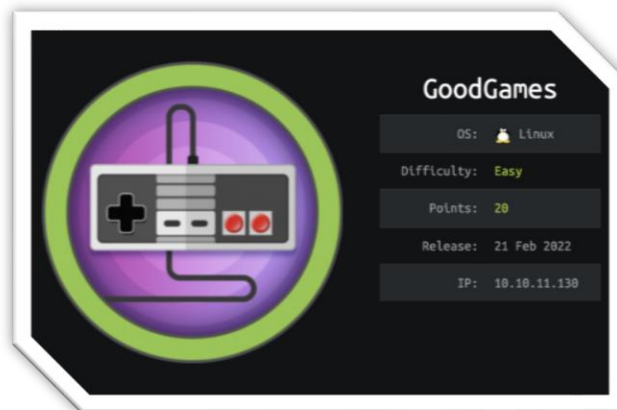 GoodGames
OS: Linux
Difficulty: Easy
Points: 20
Release: 21 Feb 2022
IP: 10.10.11.130